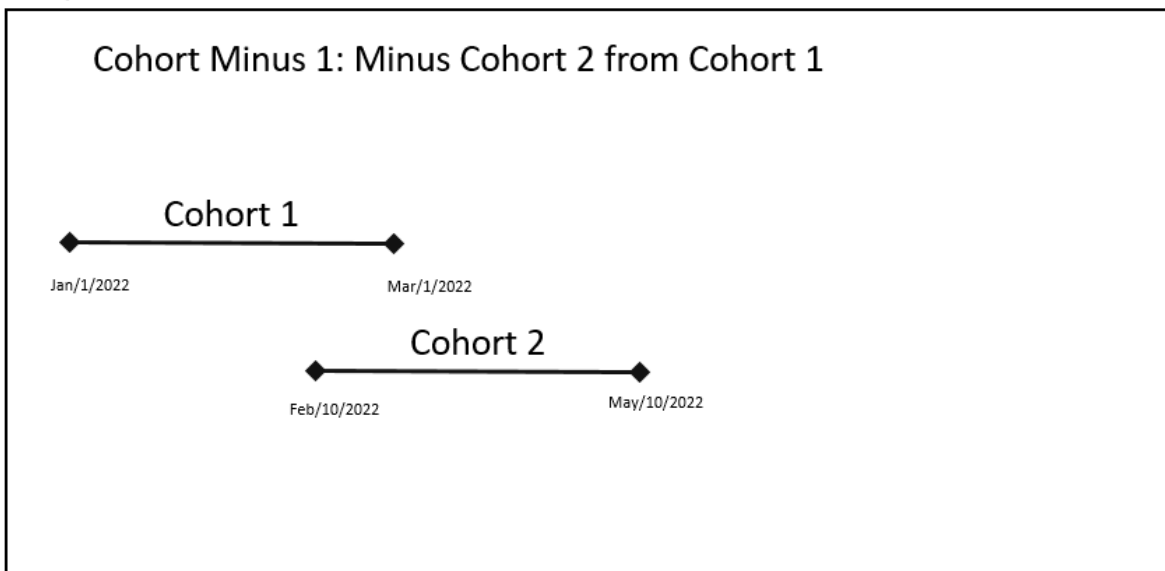 Cohort Minus 1: Minus Cohort 2 from Cohort 1
Cohort 1
Jan/1/2022
Mar/1/2022
Cohort 2
Feb/10/2022
May/10/2022